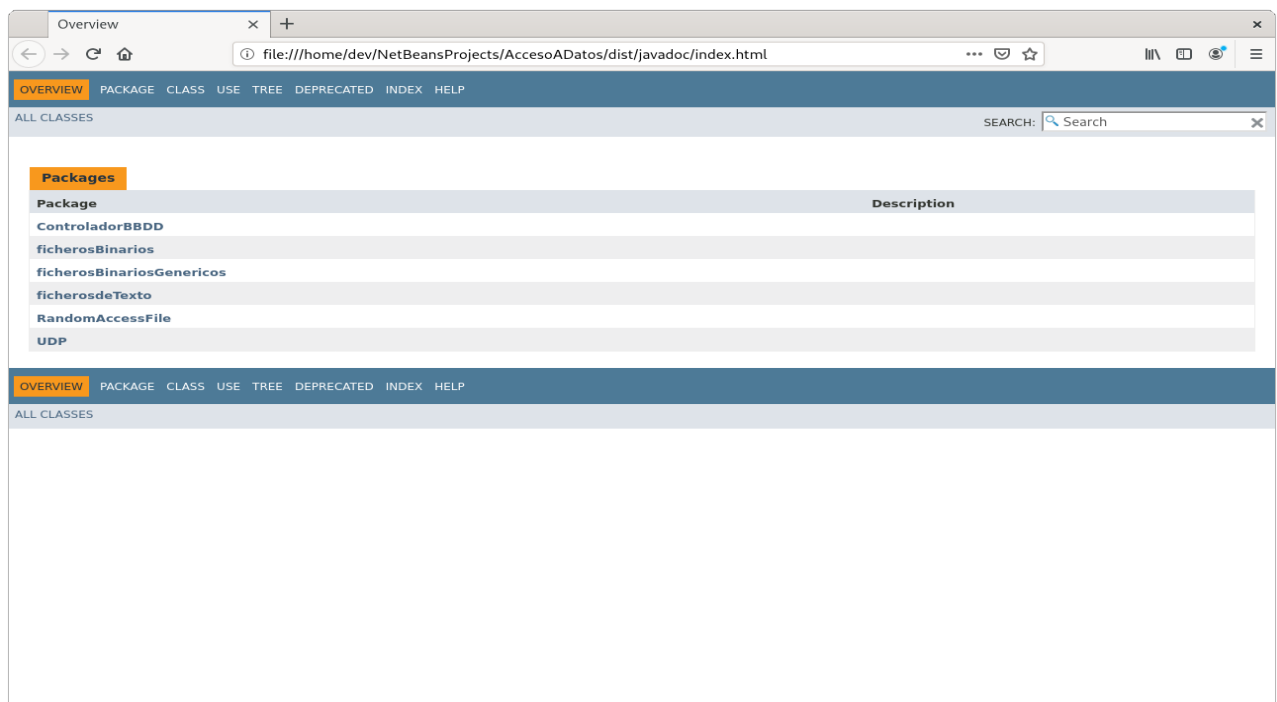 Overview
file:///home/dev/NetBeansProjects/AccesoADatos/dist/javadoc/index.html
OVERVIEW PACKAGE CLASS USE TREE DEPRECATED INDEX HELP
ALL CLASSES
SEARCH: Search
Packages
Package Description
ControladorBBDD
ficherosBinarios
ficherosBinariosGenericos
ficherosdeTexto
RandomAccessFile
UDP
OVERVIEW PACKAGE CLASS USE TREE DEPRECATED INDEX HELP
ALL CLASSES